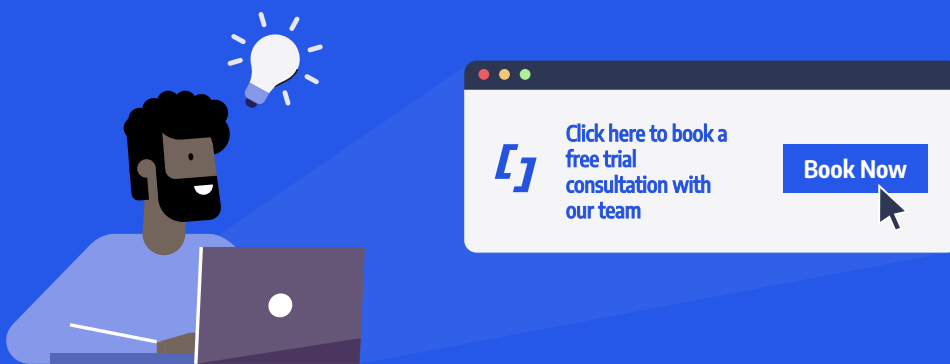 Click here to book a
free trial
consultation with
our team
Book Now